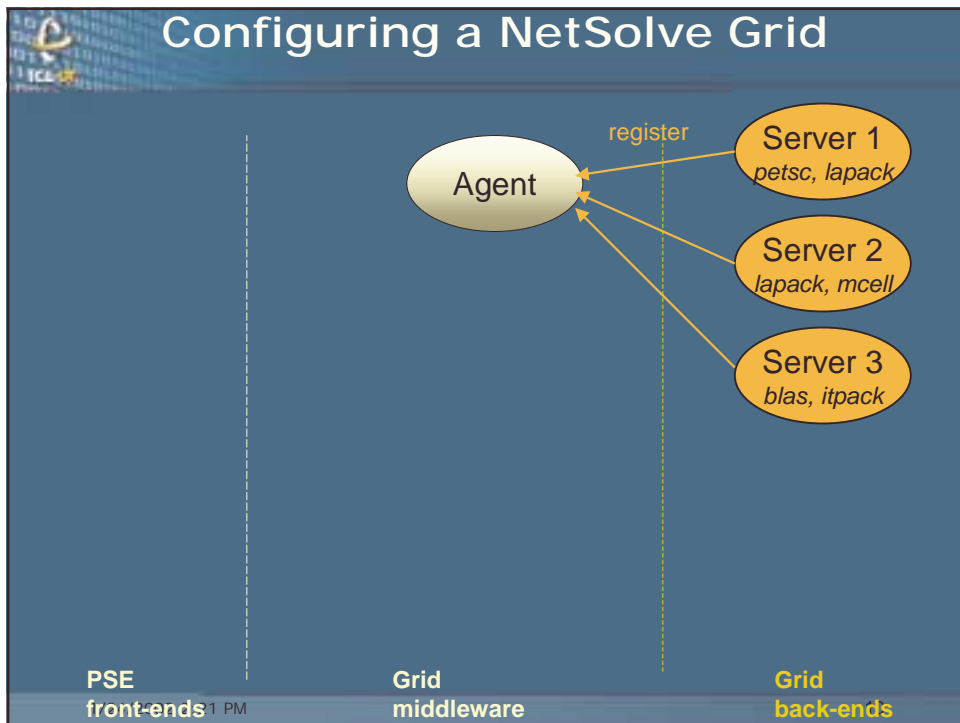 Configuring a NetSolve Grid
register
Agent
Server 1
petsc, lapack
Server 2
lapack, mcell
Server 3
blas, itpack
PSE
front-ends
Grid
middleware
Grid
back-ends
PM